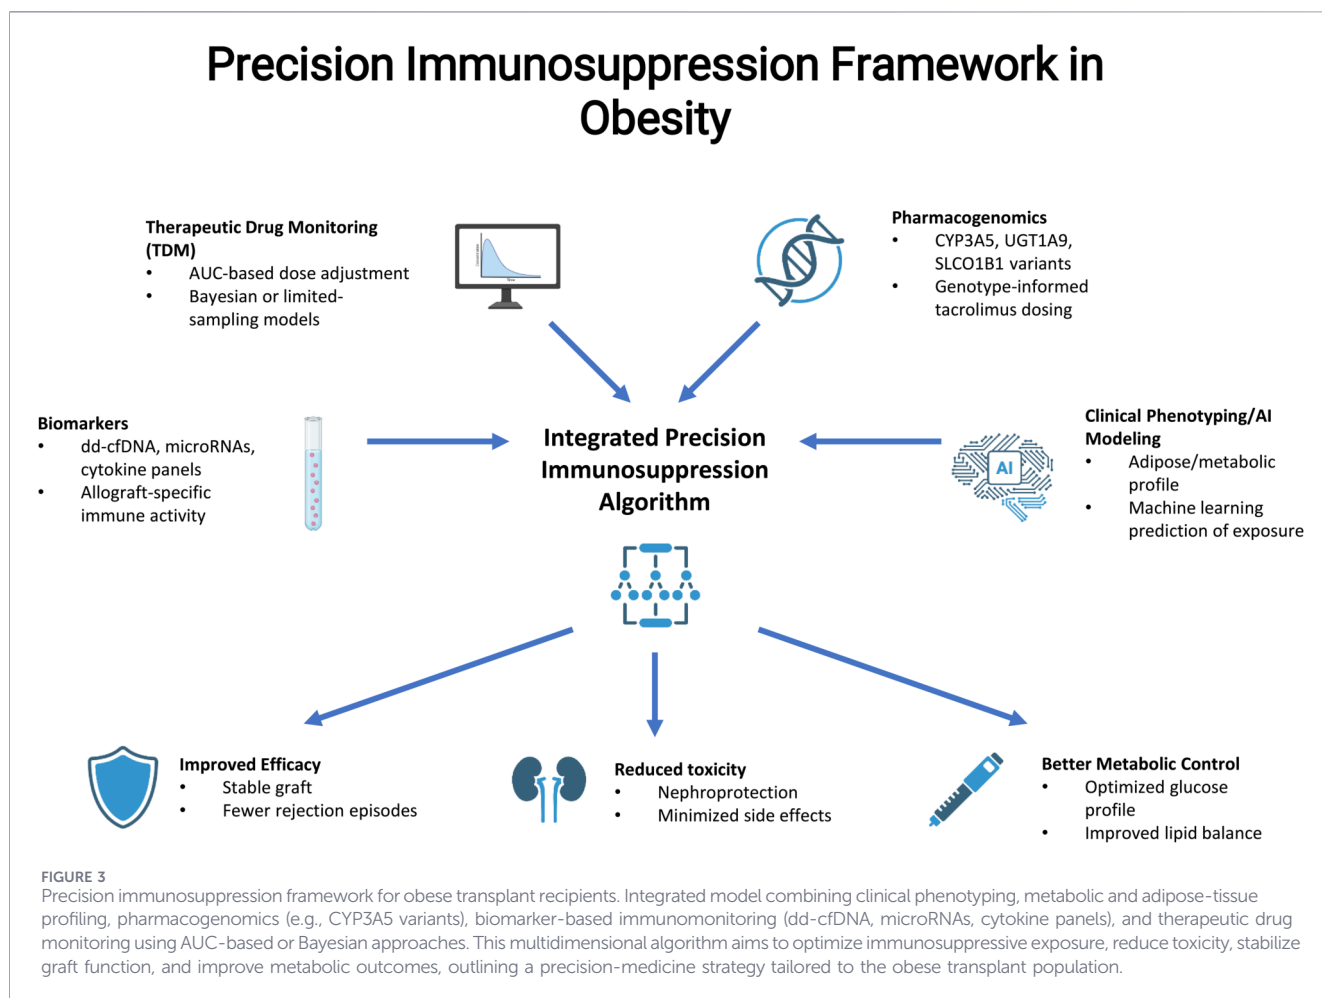 Precision Immunosuppression Framework in
Obesity
Therapeutic Drug Monitoring
(TDM)
• AUC-based dose adjustment
• Bayesian or limited-
sampling models
Pharmacogenomics
• CYP3A5, UGT1A9,
SLCO1B1 variants
• Genotype-informed
tacrolimus dosing
Biomarkers
• dd-cfDNA, microRNAs,
cytokine panels
• Allograft-specific
immune activity
Integrated Precision
Immunosuppression
Algorithm
AI
Clinical Phenotyping/AI
Modeling
• Adipose/metabolic
profile
• Machine learning
prediction of exposure
Improved Efficacy
• Stable graft
• Fewer rejection episodes
Reduced toxicity
• Nephroprotection
• Minimized side effects
Better Metabolic Control
• Optimized glucose
profile
• Improved lipid balance
FIGURE 3
Precision immunosuppression framework for obese transplant recipients. Integrated model combining clinical phenotyping, metabolic and adipose-tissue
profiling, pharmacogenomics (e.g., CYP3A5 variants), biomarker-based immunomonitoring (dd-cfDNA, microRNAs, cytokine panels), and therapeutic drug
monitoring using AUC-based or Bayesian approaches. This multidimensional algorithm aims to optimize immunosuppressive exposure, reduce toxicity, stabilize
graft function, and improve metabolic outcomes, outlining a precision-medicine strategy tailored to the obese transplant population.